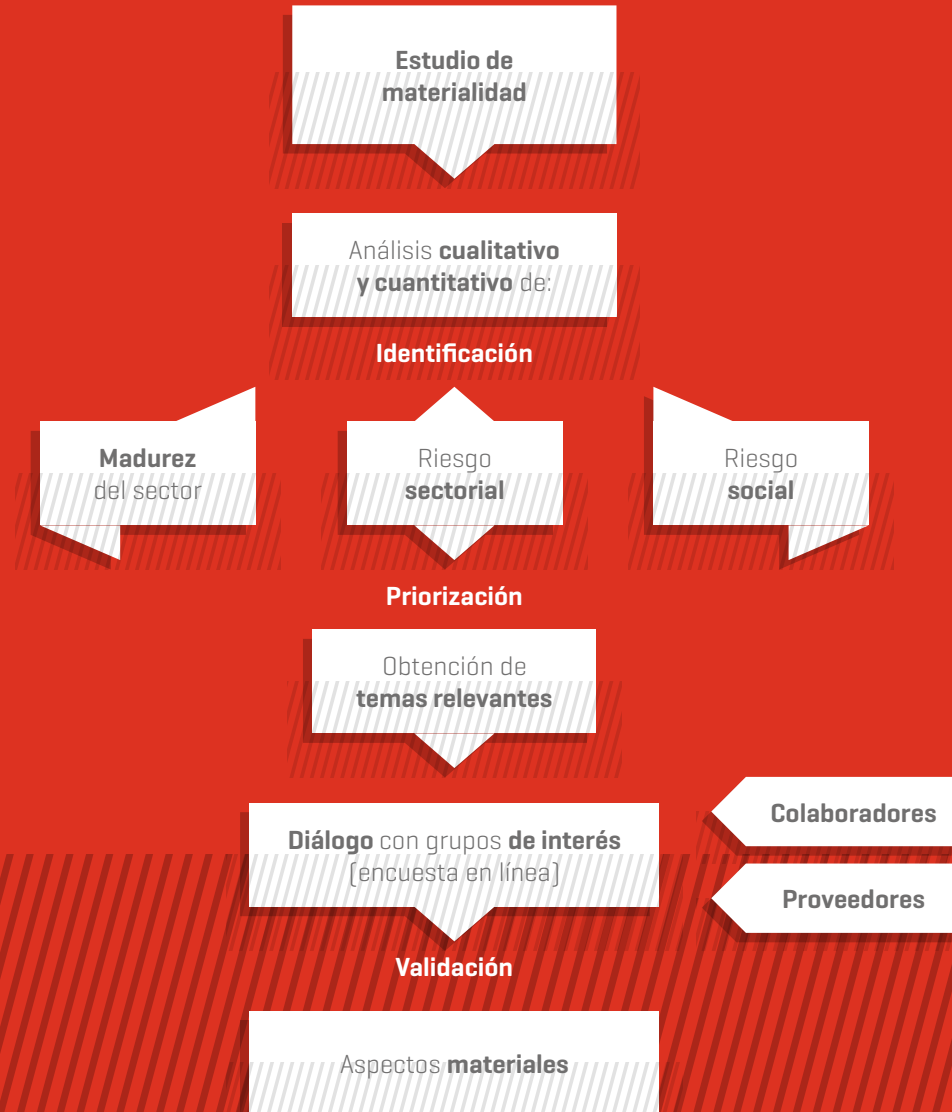 Estudio de
materialidad
Análisis cualitativo
y cuantitativo de:
Identificación
Madurez
del sector
Riesgo
sectorial
Riesgo
social
Priorización
Obtención de
temas relevantes
Diálogo con grupos de interés
(encuesta en línea)
Colaboradores
Proveedores
Validación
Aspectos materiales